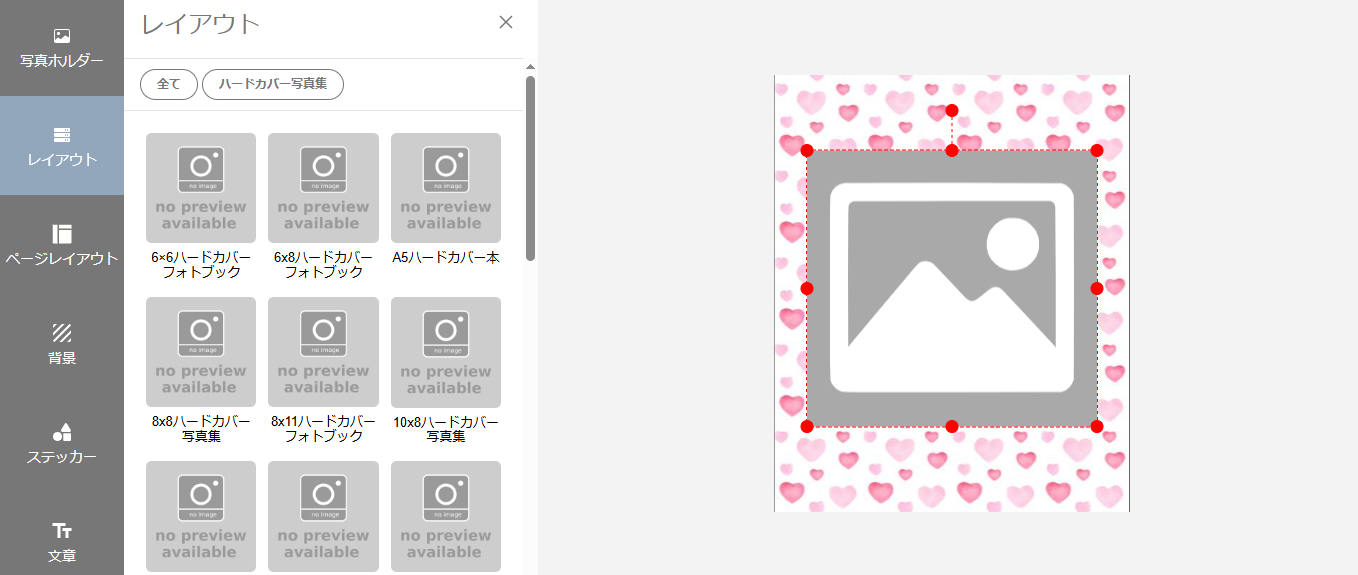 写真ホルダー
レイアウト
ページレイアウト
背景
ステッカー
文章
レイアウト
全て
ハードカバー写真集
no image
no preview
available
6×6ハードカバー
フォトブック
no image
no preview
available
6x8ハードカバー
フォトブック
no image
no preview
available
A5ハードカバー本
no image
no preview
available
8x8ハードカバー
写真集
no image
no preview
available
8x11ハードカバー
フォトブック
no image
no preview
available
10x8ハードカバー
写真集
no image
no preview
available
no image
no preview
available
no image
no preview
available